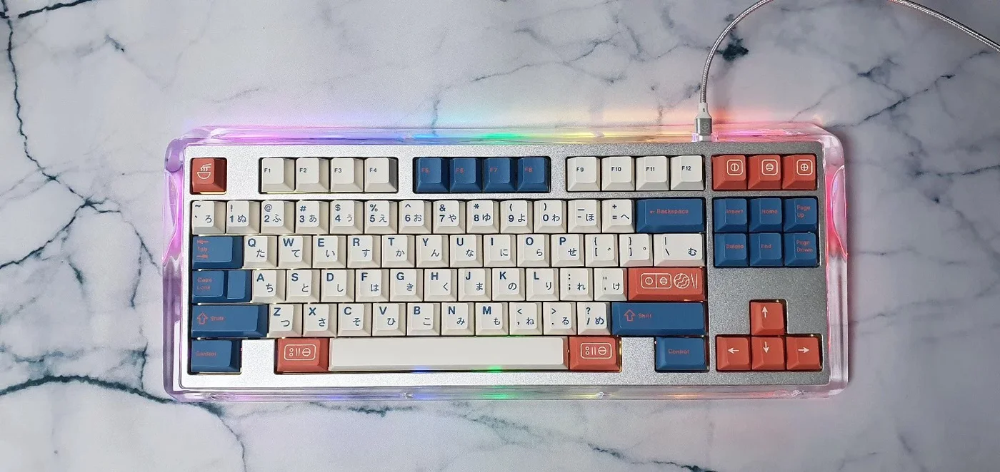 F1 F2 F3 F4 F5 F6 F7 F8 F9 F10 F11 F12
~ ! @ # $ % ^ & * ( ) _ +
` ろ 1 ぬ 2 ふ 3 あ 4 う 5 え 6 お 7 や 8 ゆ 9 よ 0 わ - ほ = へ ← Backspace Insert Home Page Up
Tab Q た W て E い R す T か Y ん U な I に O ら P せ { [ ゛ } ] ゜ | \ む Delete End Page Down
Caps Lock A ち S と D し F は G き H く J ま K の L り : ; れ " ' け
⇧ Shift Z つ X さ C そ V ひ B こ N み M も < , ね > . る ? / め ⇧ Shift ↑
Control Control ← ↓ →